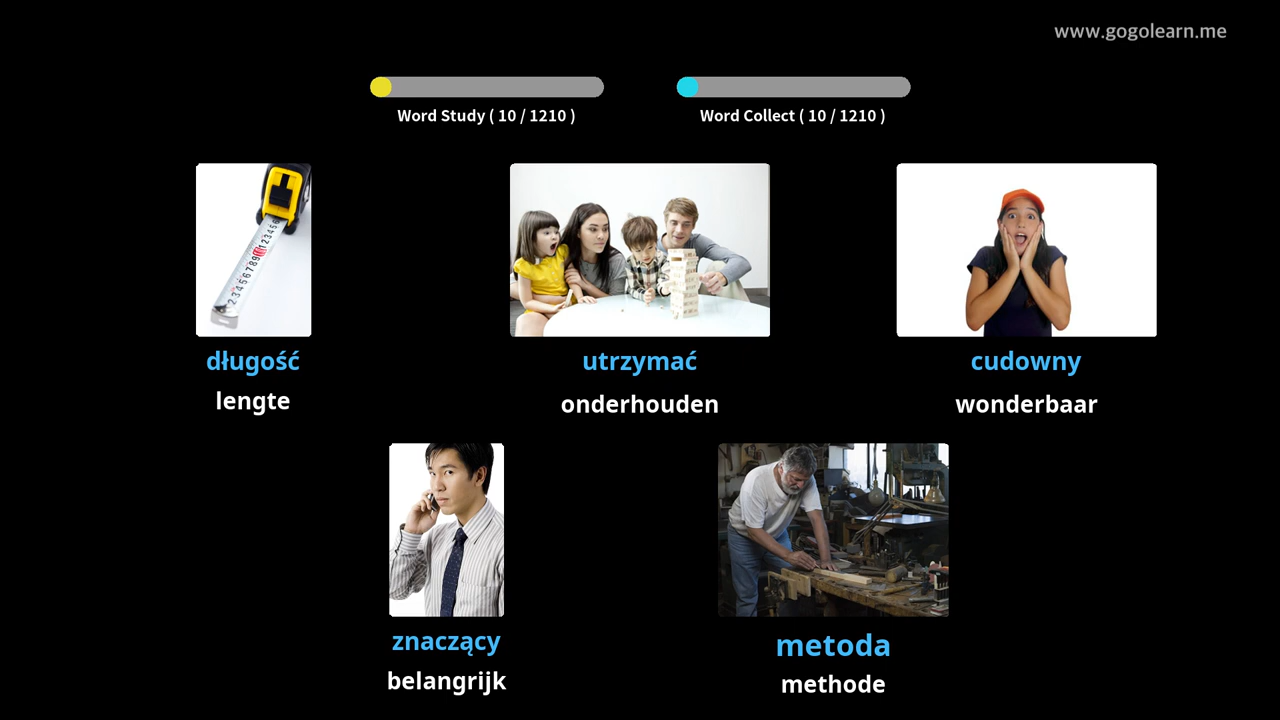 www.gogolearn.me
Word Study ( 10 / 1210 )
Word Collect ( 10 / 1210 )
długość
lengte
utrzymać
onderhouden
cudowny
wonderbaar
znaczący
belangrijk
metoda
methode